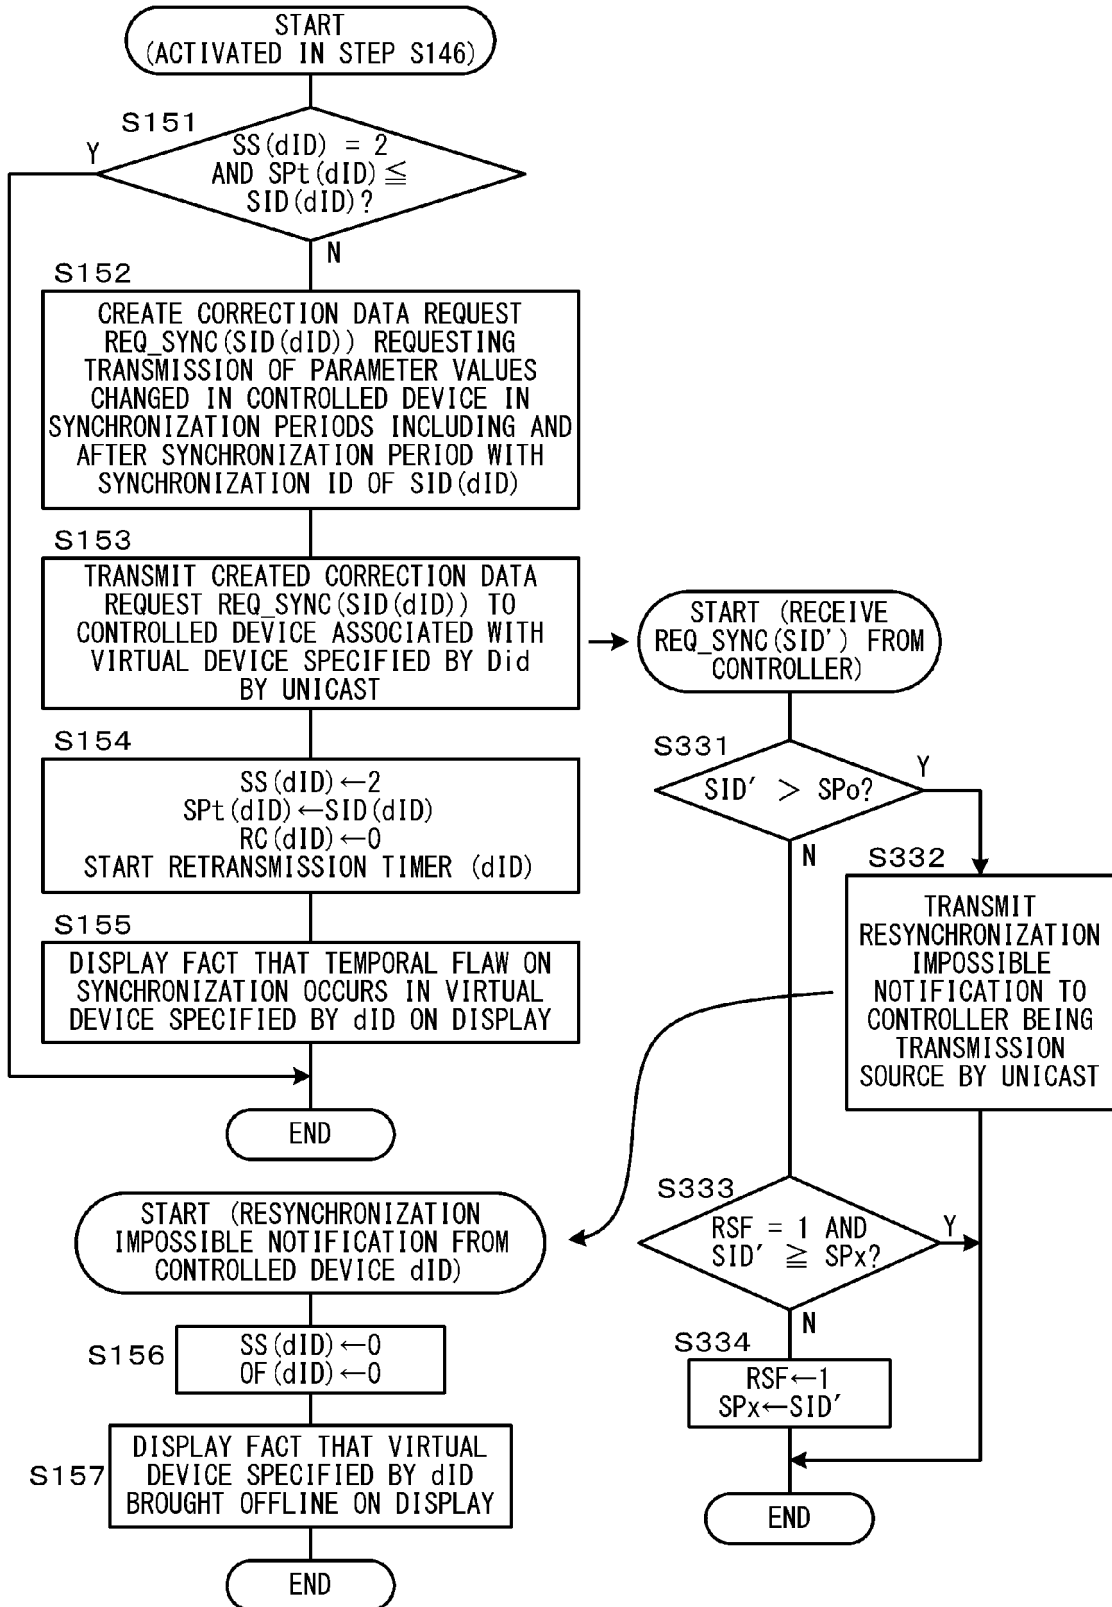 START
(ACTIVATED IN STEP S146)
S151
Y
SS(dID) = 2
AND SPt(dID)≦
SID(dID)?
N
S152
CREATE CORRECTION DATA REQUEST
REQ_SYNC(SID(dID)) REQUESTING
TRANSMISSION OF PARAMETER VALUES
CHANGED IN CONTROLLED DEVICE IN
SYNCHRONIZATION PERIODS INCLUDING AND
AFTER SYNCHRONIZATION PERIOD WITH
SYNCHRONIZATION ID OF SID(dID)
S153
TRANSMIT CREATED CORRECTION DATA
REQUEST REQ_SYNC(SID(dID)) TO
CONTROLLED DEVICE ASSOCIATED WITH
VIRTUAL DEVICE SPECIFIED BY Did
BY UNICAST
S154
SS(dID)←2
SPt(dID)←SID(dID)
RC(dID)←0
START RETRANSMISSION TIMER (dID)
S155
DISPLAY FACT THAT TEMPORAL FLAW ON
SYNCHRONIZATION OCCURS IN VIRTUAL
DEVICE SPECIFIED BY dID ON DISPLAY
END
START (RECEIVE
REQ_SYNC(SID') FROM
CONTROLLER)
S331
SID' > SPo?
Y
N
S332
TRANSMIT
RESYNCHRONIZATION
IMPOSSIBLE
NOTIFICATION TO
CONTROLLER BEING
TRANSMISSION
SOURCE BY UNICAST
S333
RSF = 1 AND
SID' ≧ SPx?
Y
N
S334
RSF←1
SPx←SID'
END
START (RESYNCHRONIZATION
IMPOSSIBLE NOTIFICATION FROM
CONTROLLED DEVICE dID)
S156
SS(dID)←0
OF(dID)←0
S157
DISPLAY FACT THAT VIRTUAL
DEVICE SPECIFIED BY dID
BROUGHT OFFLINE ON DISPLAY
END